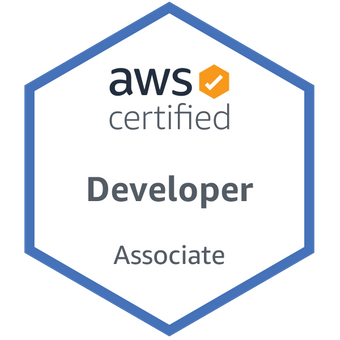 aws
certified
Developer
Associate